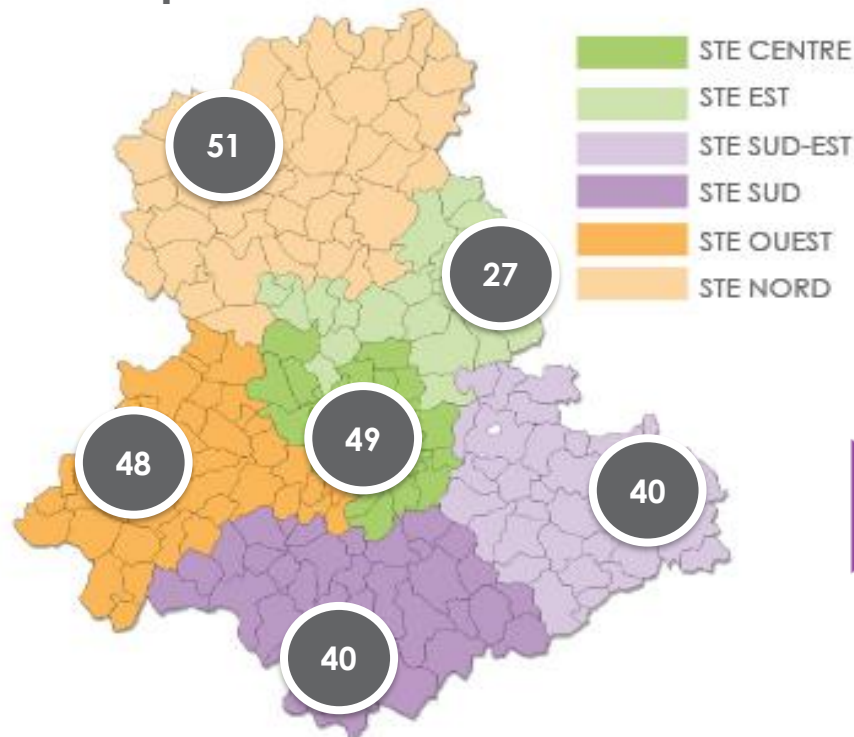 STE CENTRE
STE EST
STE SUD-EST
STE SUD
STE OUEST
STE NORD
51
27
49
48
40
40